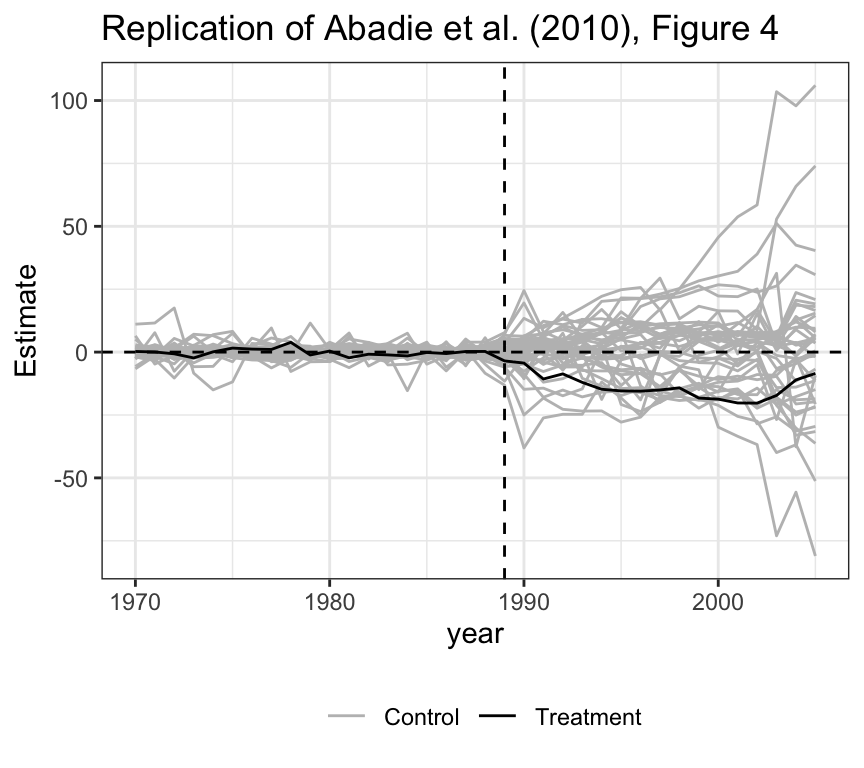 Replication of Abadie et al. (2010), Figure 4
Estimate
100
50
0
-50
1970 1980 1990 2000
year
Control Treatment